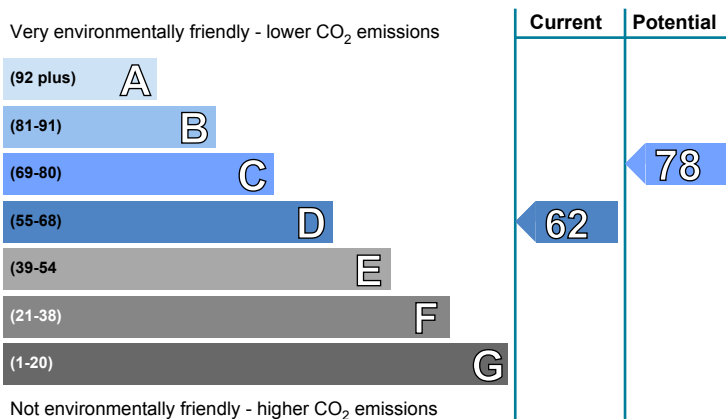 Current Potential
Very environmentally friendly - lower CO2 emissions
(92 plus) A
(81-91) B
(69-80) C
78
(55-68) D
62
(39-54 E
(21-38) F
(1-20) G
Not environmentally friendly - higher CO2 emissions